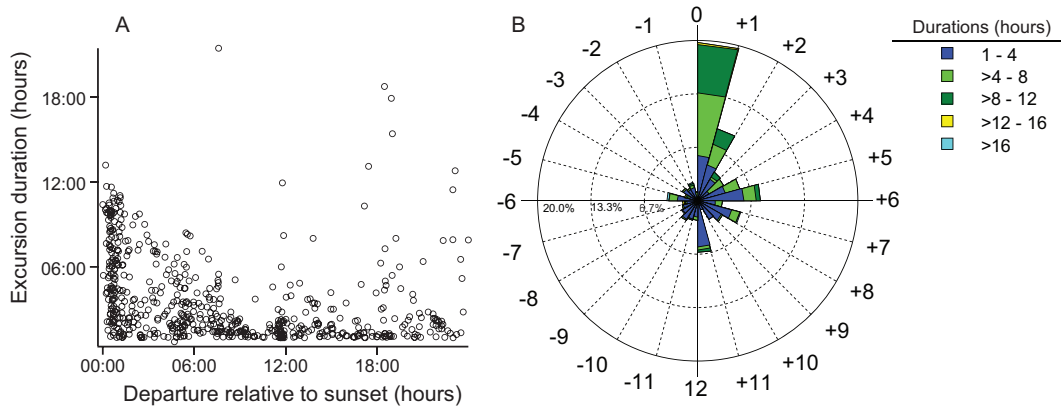 A
Excursion duration (hours)
18:00
12:00
06:00
00:00 06:00 12:00 18:00
Departure relative to sunset (hours)
B
0
+1
+2
+3
+4
+5
+6
+7
+8
+9
+10
+11
12
-11
-10
-9
-8
-7
-6
-5
-4
-3
-2
-1
20.0% 13.3% 6.7%
Durations (hours)
1 - 4
>4 - 8
>8 - 12
>12 - 16
>16